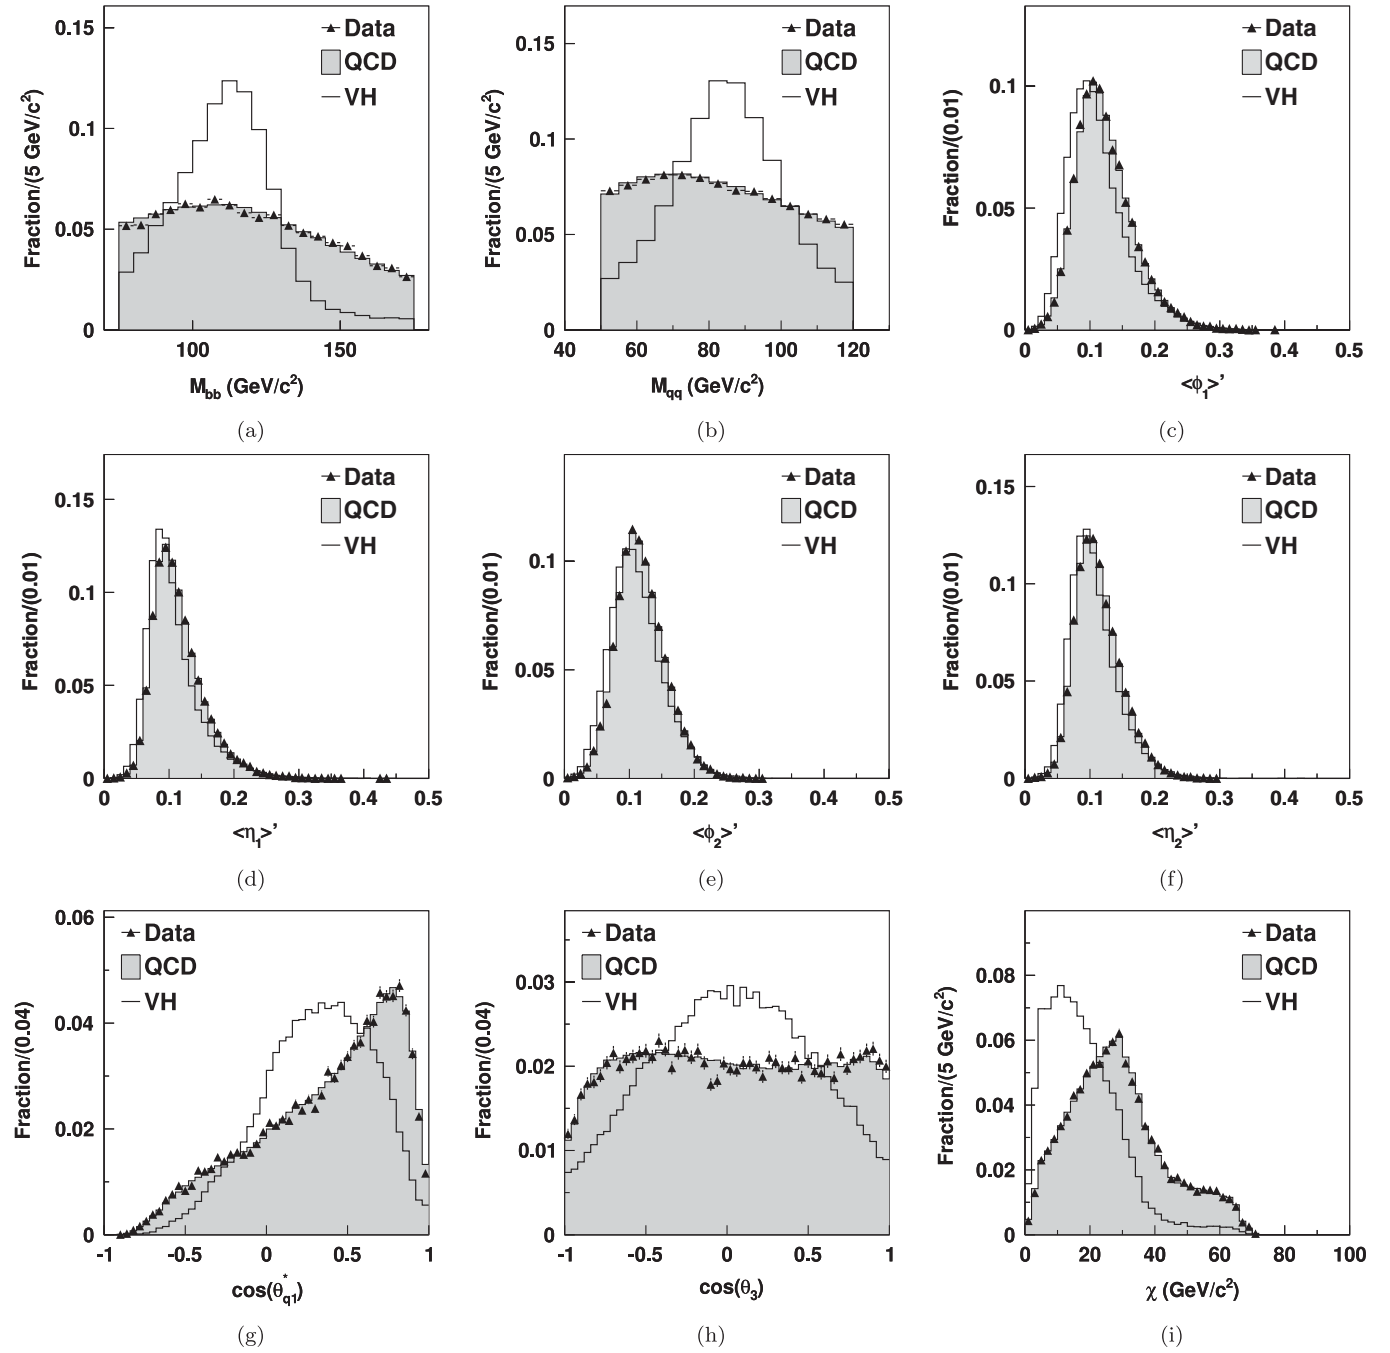 Fraction/(5 GeV/c²)
0.15
0.1
0.05
0
Data
QCD
VH
100 150
M_bb (GeV/c²)
(a)
Fraction/(5 GeV/c²)
0.15
0.1
0.05
0
Data
QCD
VH
40 60 80 100 120
M_qq (GeV/c²)
(b)
Fraction/(0.01)
0.1
0.05
0
Data
QCD
VH
0 0.1 0.2 0.3 0.4 0.5
<ϕ₁>’
(c)
Fraction/(0.01)
0.15
0.1
0.05
0
Data
QCD
VH
0 0.1 0.2 0.3 0.4 0.5
<η₁>’
(d)
Fraction/(0.01)
0.1
0.05
0
Data
QCD
VH
0 0.1 0.2 0.3 0.4 0.5
<ϕ₂>’
(e)
Fraction/(0.01)
0.15
0.1
0.05
0
Data
QCD
VH
0 0.1 0.2 0.3 0.4 0.5
<η₂>’
(f)
Fraction/(0.04)
0.06
0.04
0.02
0
Data
QCD
VH
-1 -0.5 0 0.5 1
cos(θ*_q1)
(g)
Fraction/(0.04)
0.03
0.02
0.01
0
Data
QCD
VH
-1 -0.5 0 0.5 1
cos(θ₃)
(h)
Fraction/(5 GeV/c²)
0.08
0.06
0.04
0.02
0
Data
QCD
VH
0 20 40 60 80 100
χ (GeV/c²)
(i)